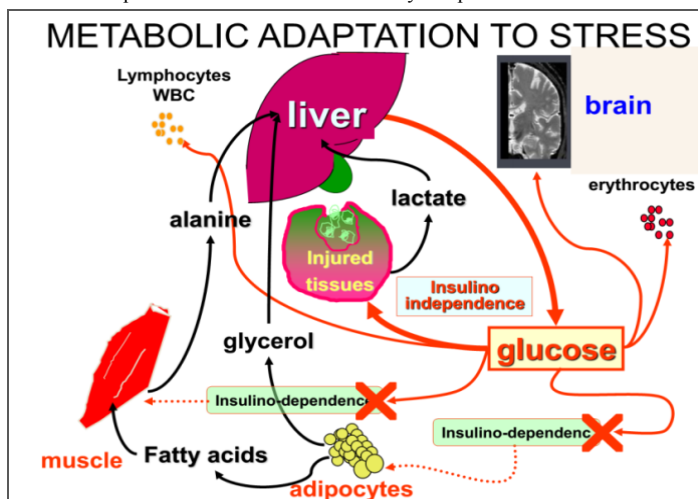 METABOLIC ADAPTATION TO STRESS
Lymphocytes
WBC
liver
brain
erythrocytes
lactate
alanine
Injured
tissues
Insulino
independence
glycerol
glucose
Insulino-dependence
Insulino-dependenc
muscle
Fatty acids
adipocytes